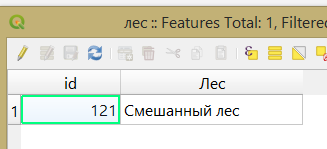 лес :: Features Total: 1, Filtered
id Лес
1 121 Смешанный лес